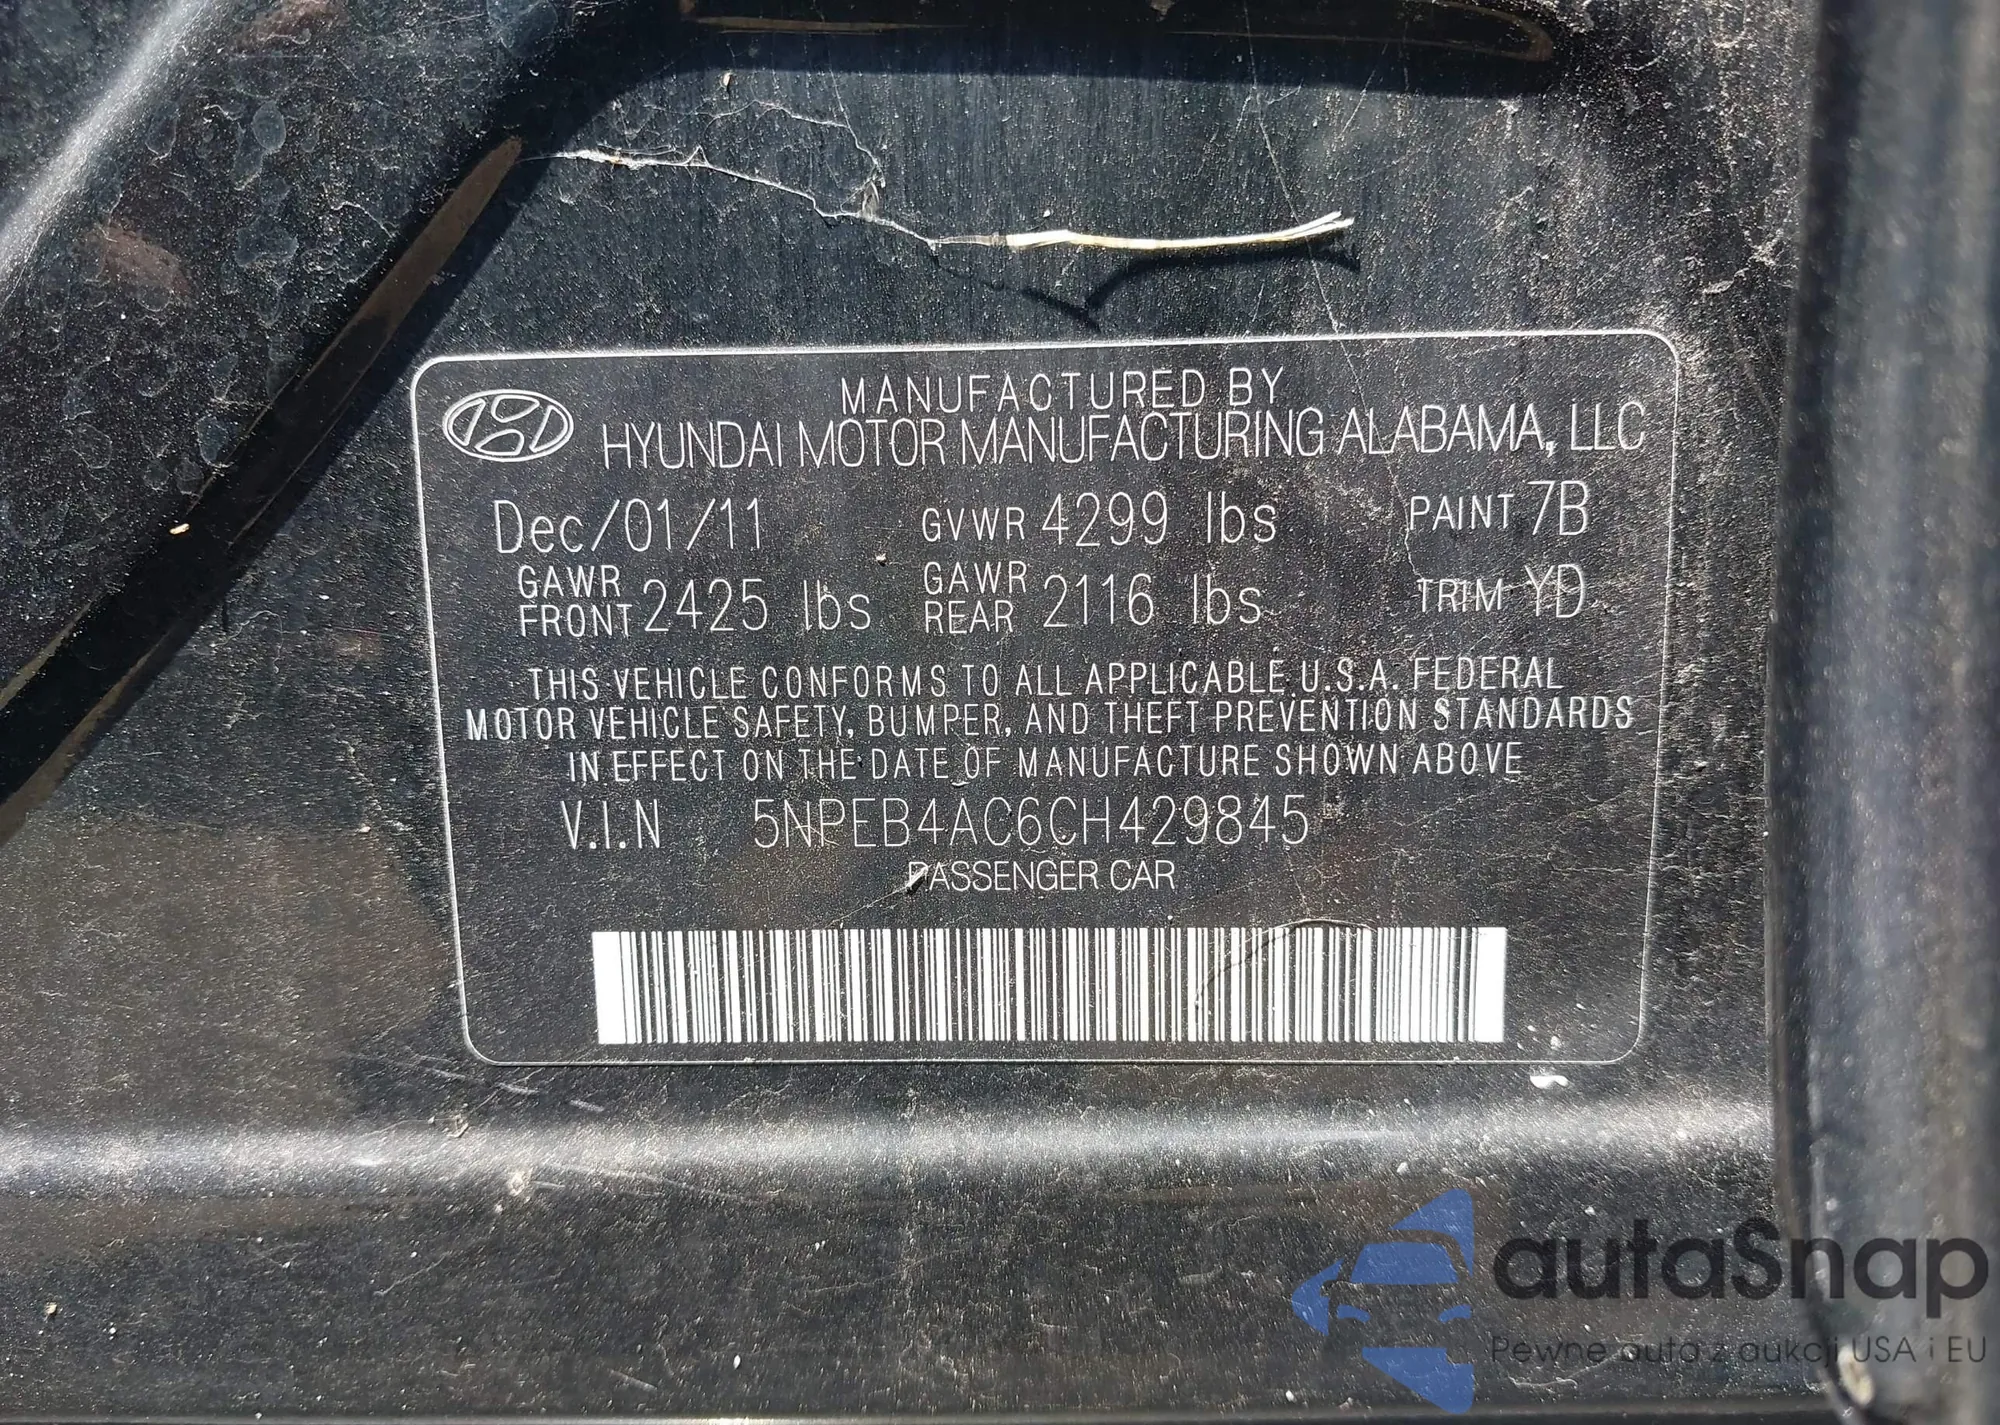 MANUFACTURED BY
HYUNDAI MOTOR MANUFACTURING ALABAMA, LLC
Dec/01/11 GVWR 4299 lbs PAINT 7B
GAWR FRONT 2425 lbs GAWR REAR 2116 lbs TRIM YD
THIS VEHICLE CONFORMS TO ALL APPLICABLE U.S.A. FEDERAL
MOTOR VEHICLE SAFETY, BUMPER, AND THEFT PREVENTION STANDARDS
IN EFFECT ON THE DATE OF MANUFACTURE SHOWN ABOVE
V.I.N 5NPEB4AC6CH429845
PASSENGER CAR
autaSnap
Pewne auta z aukcji USA i EU